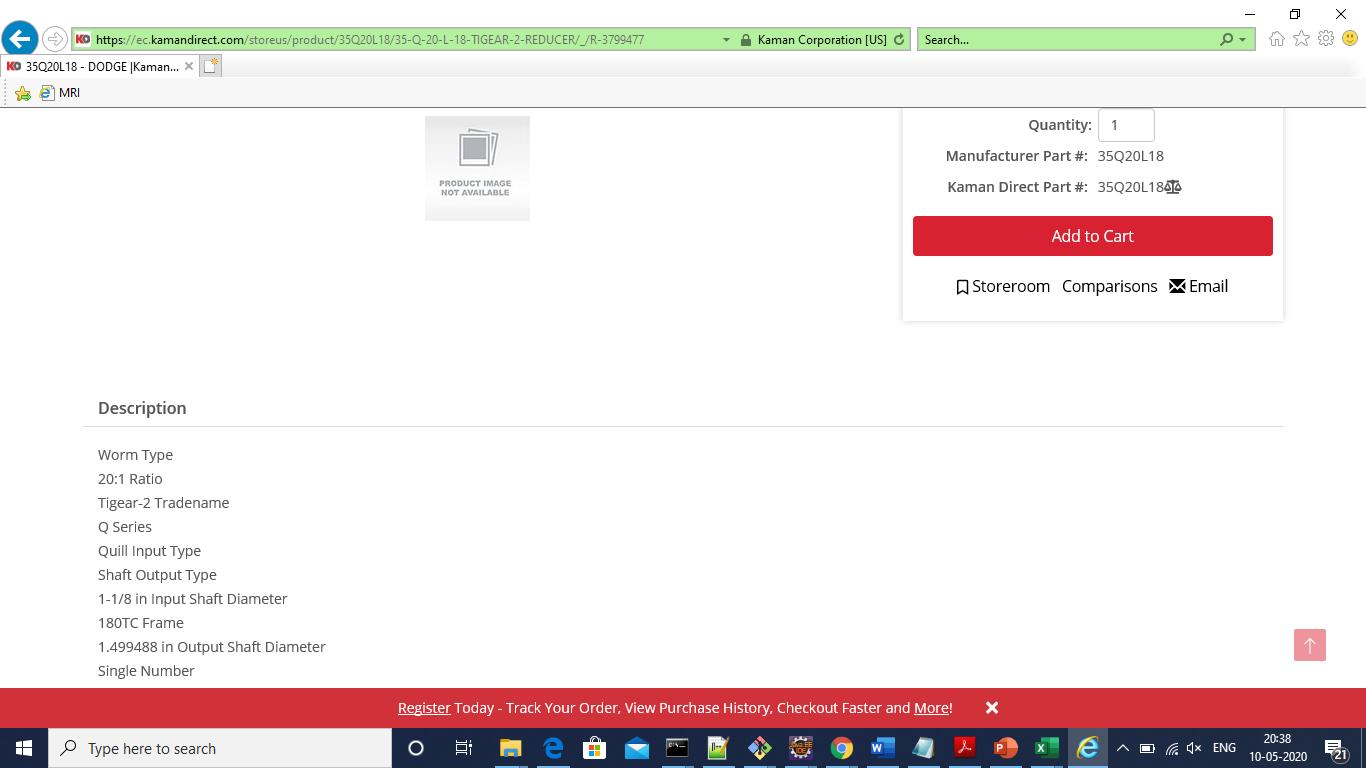 https://ec.kamandirect.com/storeus/product/35Q20L18/35-Q-20-L-18-TIGEAR-2-REDUCER/_/R-3799477
Kaman Corporation [US]
Search...
KD 35Q20L18 - DODGE |Kaman...
MRI
PRODUCT IMAGE
NOT AVAILABLE
Quantity: 1
Manufacturer Part #: 35Q20L18
Kaman Direct Part #: 35Q20L18
Add to Cart
Storeroom Comparisons Email
Description
Worm Type
20:1 Ratio
Tigear-2 Tradename
Q Series
Quill Input Type
Shaft Output Type
1-1/8 in Input Shaft Diameter
180TC Frame
1.499488 in Output Shaft Diameter
Single Number
Register Today - Track Your Order, View Purchase History, Checkout Faster and More!
Type here to search
ENG
20:38
10-05-2020
21